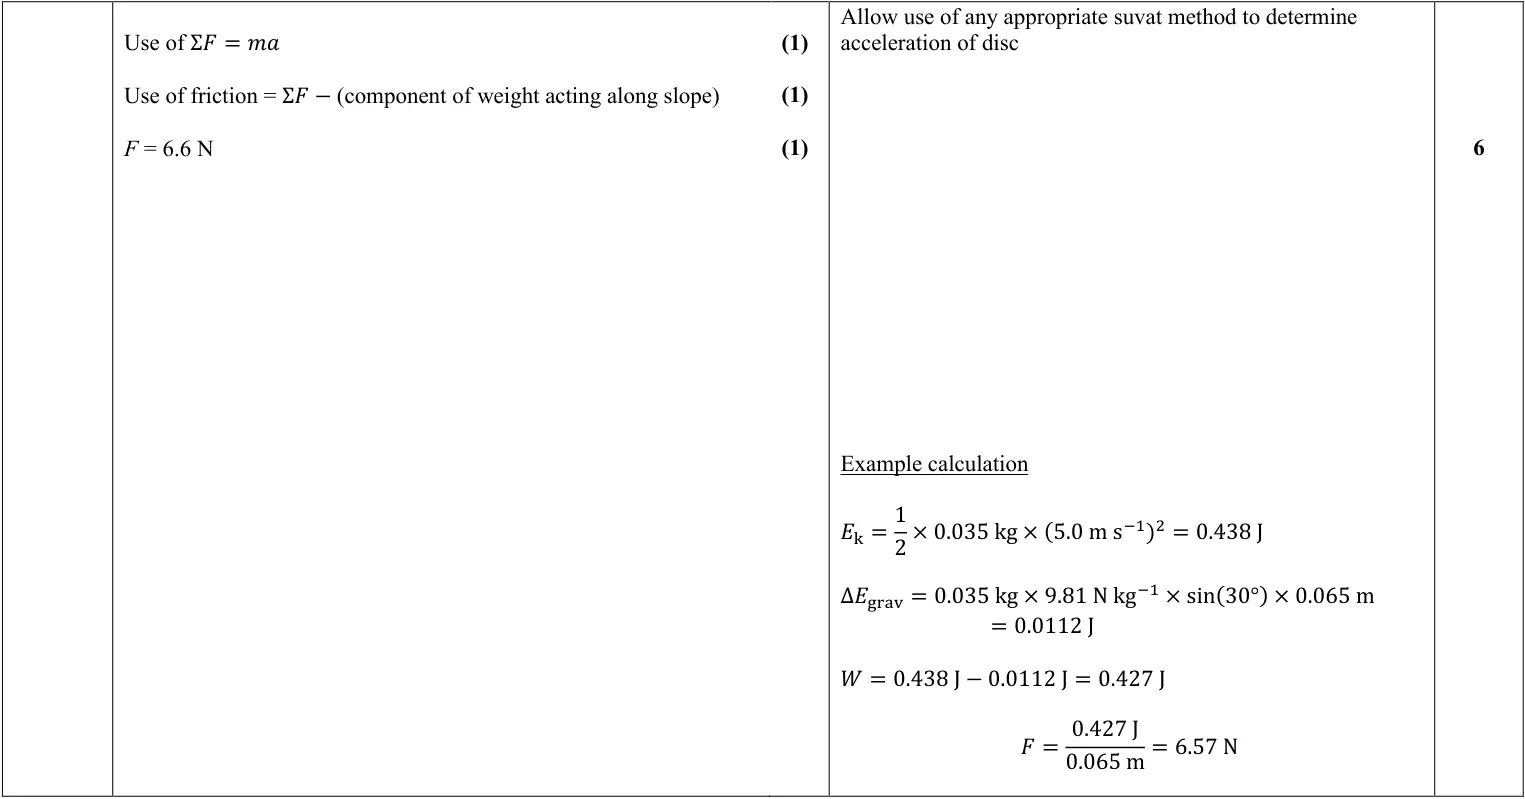 Use of Σ𝐹 = 𝑚𝑎 (1)
Use of friction = Σ𝐹 − (component of weight acting along slope) (1)
F = 6.6 N (1)
Allow use of any appropriate suvat method to determine
acceleration of disc
Example calculation
E_k = 1/2 × 0.035 kg × (5.0 m s⁻¹)² = 0.438 J
ΔE_grav = 0.035 kg × 9.81 N kg⁻¹ × sin(30°) × 0.065 m
= 0.0112 J
W = 0.438 J − 0.0112 J = 0.427 J
F = 0.427 J / 0.065 m = 6.57 N
6